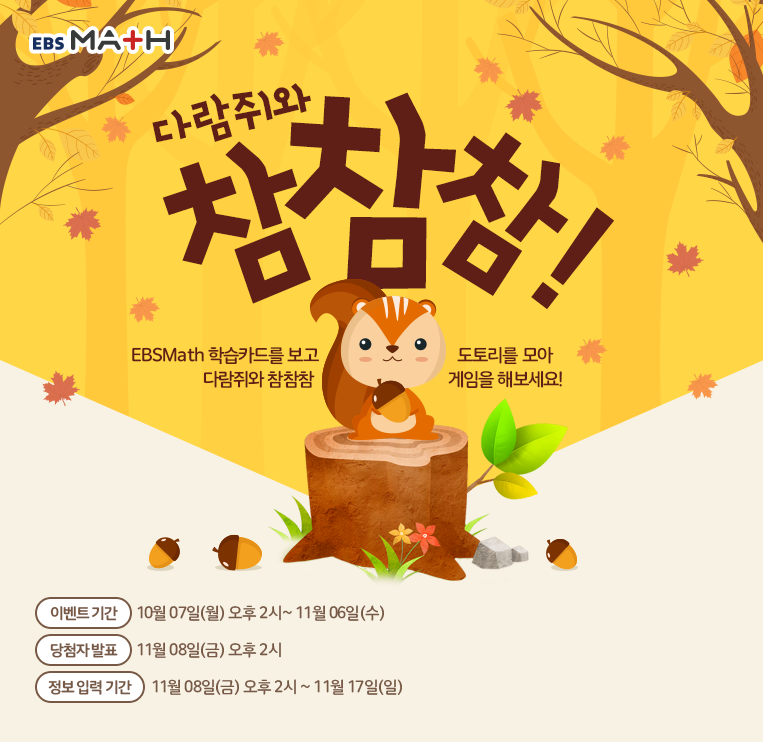 EBS MATH
다람쥐와
참참참!
EBSMath 학습카드를 보고
다람쥐와 참참참
도토리를 모아
게임을 해보세요!
이벤트 기간 10월 07일(월) 오후 2시~ 11월 06일(수)
당첨자 발표 11월 08일(금) 오후 2시
정보 입력 기간 11월 08일(금) 오후 2시 ~ 11월 17일(일)